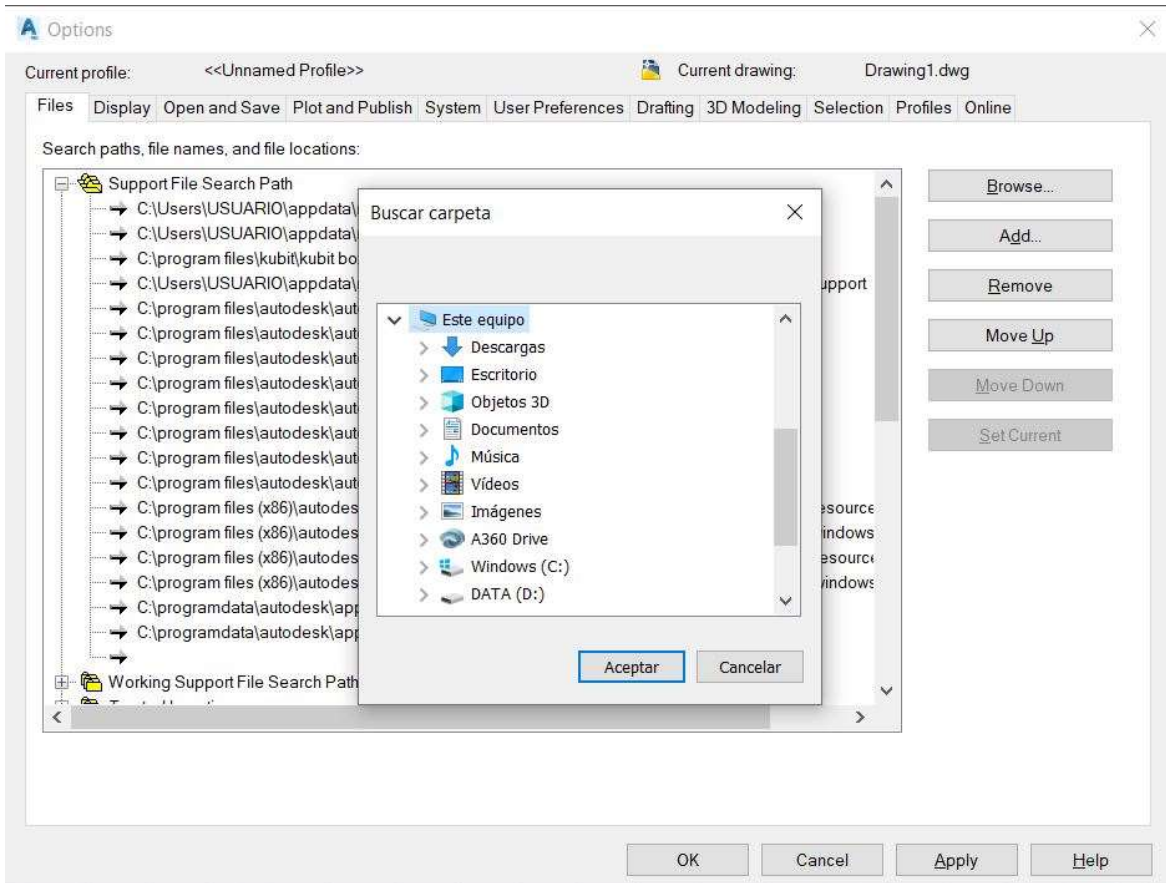 Options
Current profile: <<Unnamed Profile>> Current drawing: Drawing1.dwg
Files Display Open and Save Plot and Publish System User Preferences Drafting 3D Modeling Selection Profiles Online
Search paths, file names, and file locations:
Support File Search Path
C:\Users\USUARIO\appdata\
C:\Users\USUARIO\appdata\
C:\program files\kubit\kubit bo
C:\Users\USUARIO\appdata\ upport
C:\program files\autodesk\aut
C:\program files\autodesk\aut
C:\program files\autodesk\aut
C:\program files\autodesk\aut
C:\program files\autodesk\aut
C:\program files\autodesk\aut
C:\program files\autodesk\aut
C:\program files\autodesk\aut
C:\program files (x86)\autodes esource
C:\program files (x86)\autodes indows
C:\program files (x86)\autodes esource
C:\program files (x86)\autodes vindows
C:\programdata\autodesk\app
C:\programdata\autodesk\app
Working Support File Search Path
Buscar carpeta
Este equipo
Descargas
Escritorio
Objetos 3D
Documentos
Música
Vídeos
Imágenes
A360 Drive
Windows (C:)
DATA (D:)
Aceptar Cancelar
Browse...
Add...
Remove
Move Up
Move Down
Set Current
OK Cancel Apply Help